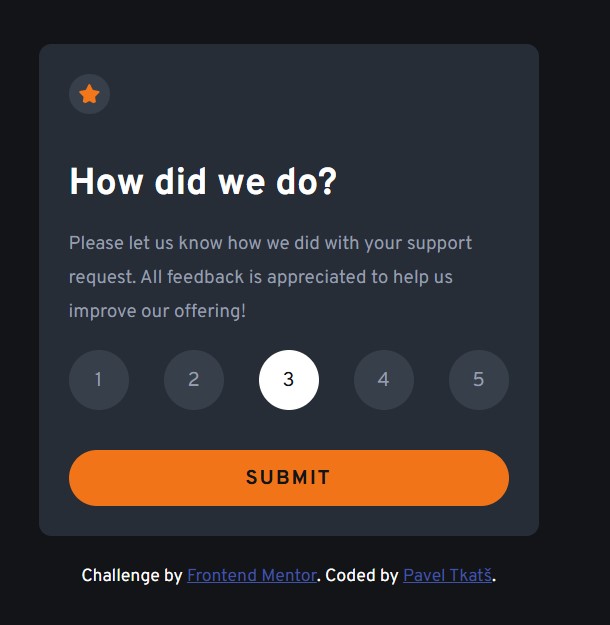 How did we do?
Please let us know how we did with your support
request. All feedback is appreciated to help us
improve our offering!
1 2 3 4 5
SUBMIT
Challenge by Frontend Mentor. Coded by Pavel Tkatš.